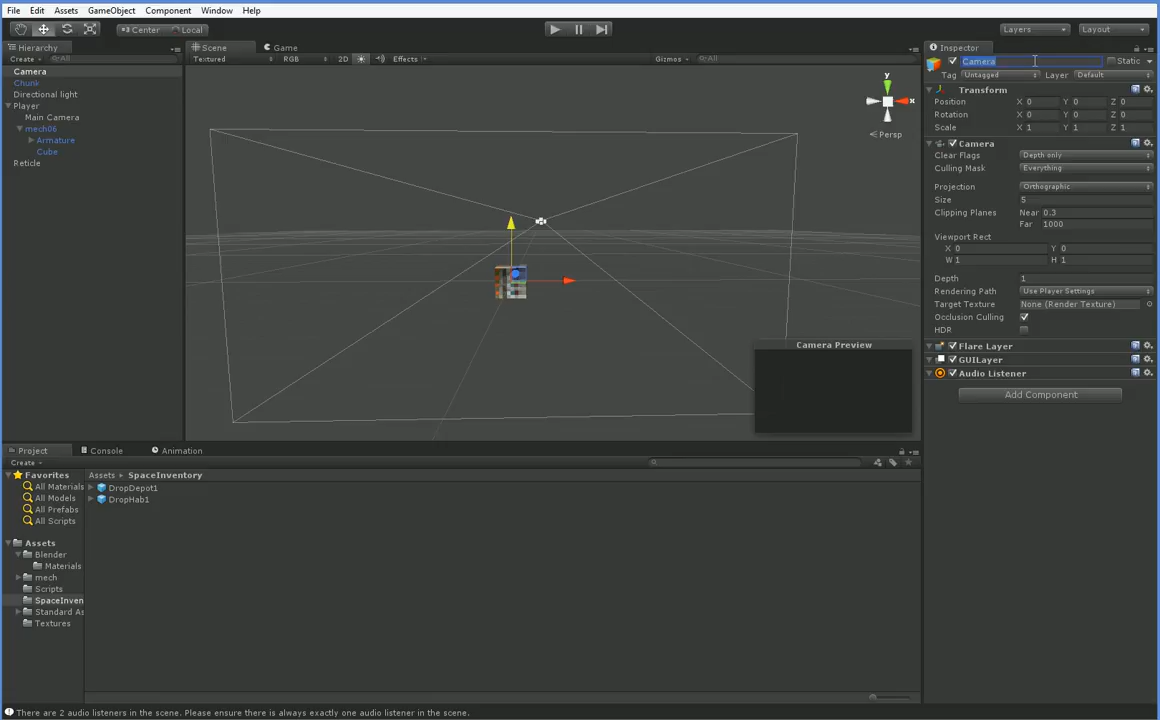 File Edit Assets GameObject Component Window Help
Center Local Layers Layout
Hierarchy Scene Game Inspector
Create All Textured RGB 2D Effects Gizmos All Camera Static
Tag Untagged Layer Default
Camera
Chunk
Directional light
Player
Main Camera
mech06
Armature
Cube
Reticle
y
x
Persp
Camera Preview
Transform
Position X 0 Y 0 Z 0
Rotation X 0 Y 0 Z 0
Scale X 1 Y 1 Z 1
Camera
Clear Flags Depth only
Culling Mask Everything
Projection Orthographic
Size 5
Clipping Planes Near 0.3
Far 1000
Viewport Rect
X 0 Y 0
W 1 H 1
Depth 1
Rendering Path Use Player Settings
Target Texture None (Render Texture)
Occlusion Culling
HDR
Flare Layer
GUILayer
Audio Listener
Add Component
Project Console Animation
Create
Favorites
All Materials
All Models
All Prefabs
All Scripts
Assets
Blender
Materials
mech
Scripts
SpaceInven
Standard As
Textures
Assets SpaceInventory
DropDepot1
DropHab1
There are 2 audio listeners in the scene. Please ensure there is always exactly one audio listener in the scene.